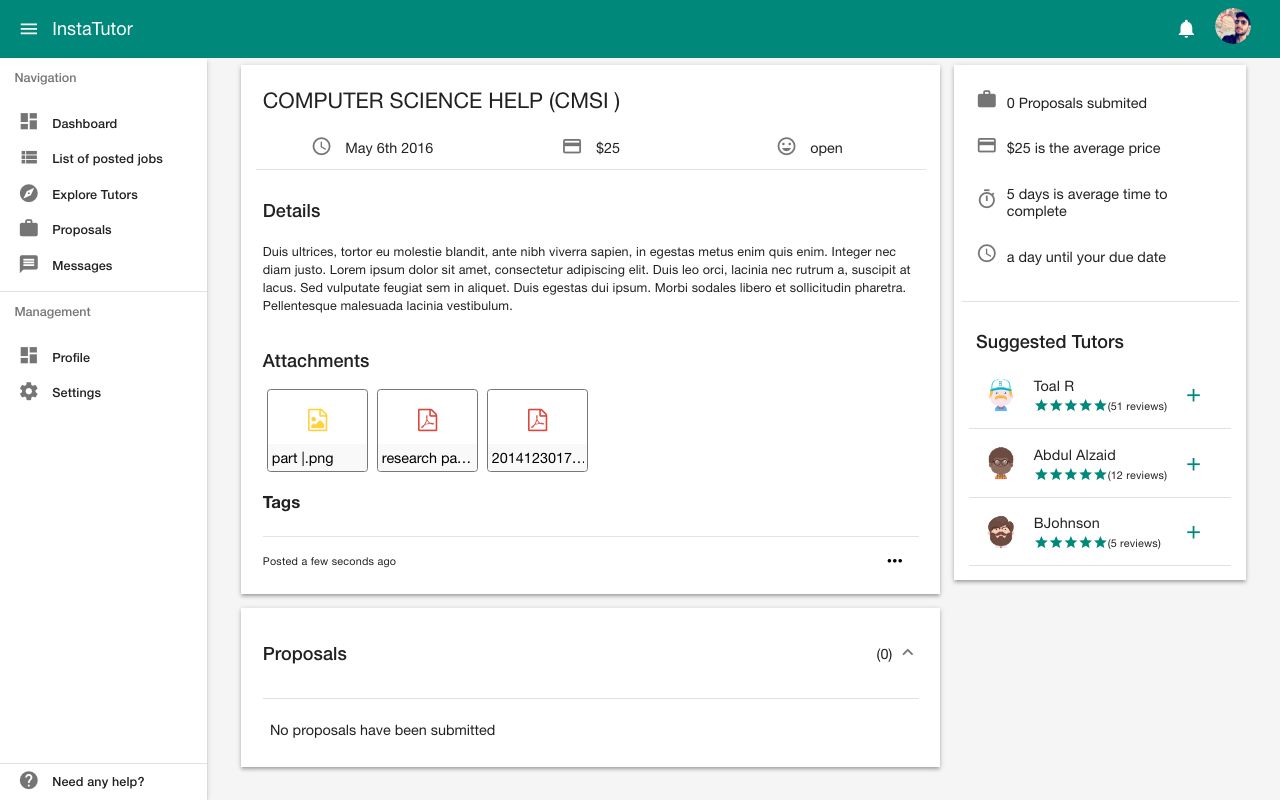 InstaTutor
Navigation
Dashboard
List of posted jobs
Explore Tutors
Proposals
Messages
Management
Profile
Settings
Need any help?
COMPUTER SCIENCE HELP (CMSI )
May 6th 2016
$25
open
Details
Duis ultrices, tortor eu molestie blandit, ante nibh viverra sapien, in egestas metus enim quis enim. Integer nec
diam justo. Lorem ipsum dolor sit amet, consectetur adipiscing elit. Duis leo orci, lacinia nec rutrum a, suscipit at
lacus. Sed vulputate feugiat sem in aliquet. Duis egestas dui ipsum. Morbi sodales libero et sollicitudin pharetra.
Pellentesque malesuada lacinia vestibulum.
Attachments
part |.png
research pa...
2014123017...
Tags
Posted a few seconds ago
Proposals
(0)
No proposals have been submitted
0 Proposals submited
$25 is the average price
5 days is average time to
complete
a day until your due date
Suggested Tutors
Toal R
(51 reviews)
Abdul Alzaid
(12 reviews)
BJohnson
(5 reviews)